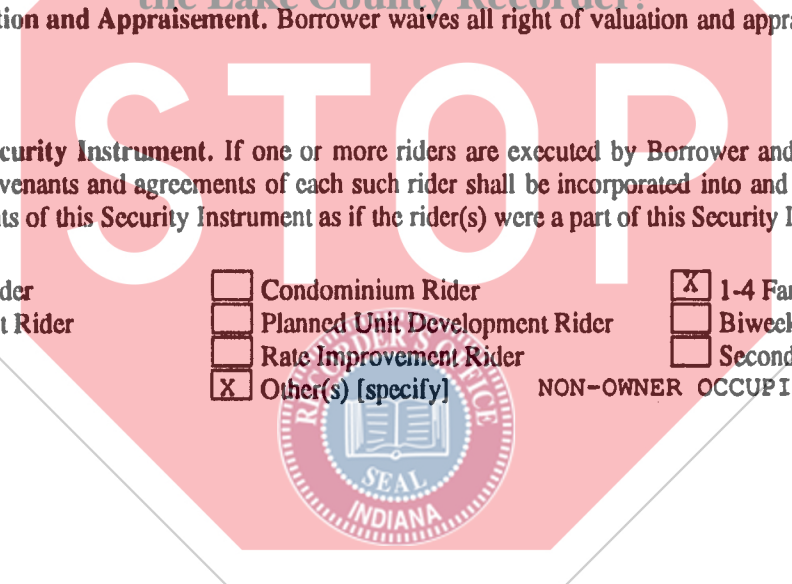 the Lake County Recorder!
tion and Appraisement. Borrower waives all right of valuation and appra
STOP
curity Instrument. If one or more riders are executed by Borrower and
venants and agreements of each such rider shall be incorporated into and
ts of this Security Instrument as if the rider(s) were a part of this Security I
der Condominium Rider X 1-4 Fan
t Rider Planned Unit Development Rider Biweek
Rate Improvement Rider Second
X Other(s) [specify] NON-OWNER OCCUPI
RECORDER'S OFFICE
SEAL
INDIANA